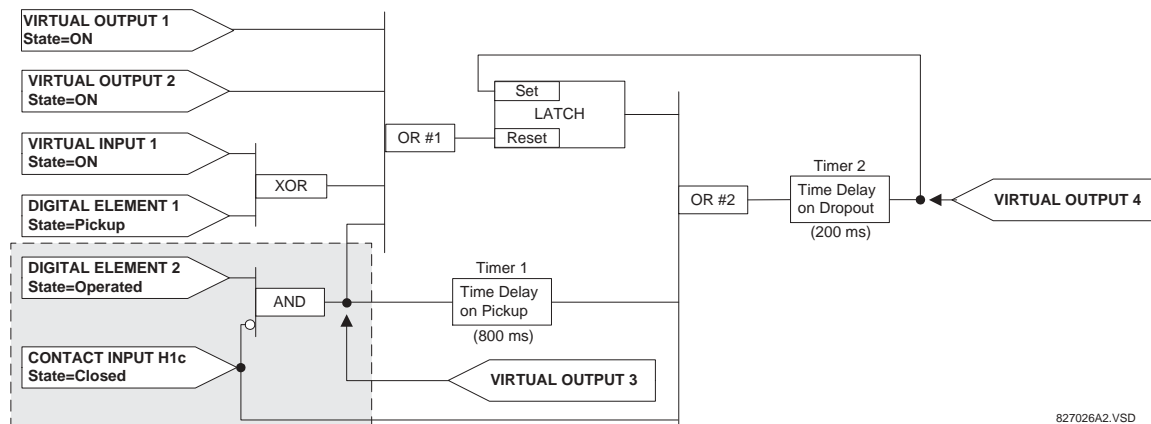 VIRTUAL OUTPUT 1
State=ON
VIRTUAL OUTPUT 2
State=ON
VIRTUAL INPUT 1
State=ON
DIGITAL ELEMENT 1
State=Pickup
DIGITAL ELEMENT 2
State=Operated
CONTACT INPUT H1c
State=Closed
XOR
AND
OR #1
Set
LATCH
Reset
Timer 1
Time Delay
on Pickup
(800 ms)
VIRTUAL OUTPUT 3
OR #2
Timer 2
Time Delay
on Dropout
(200 ms)
VIRTUAL OUTPUT 4
827026A2.VSD